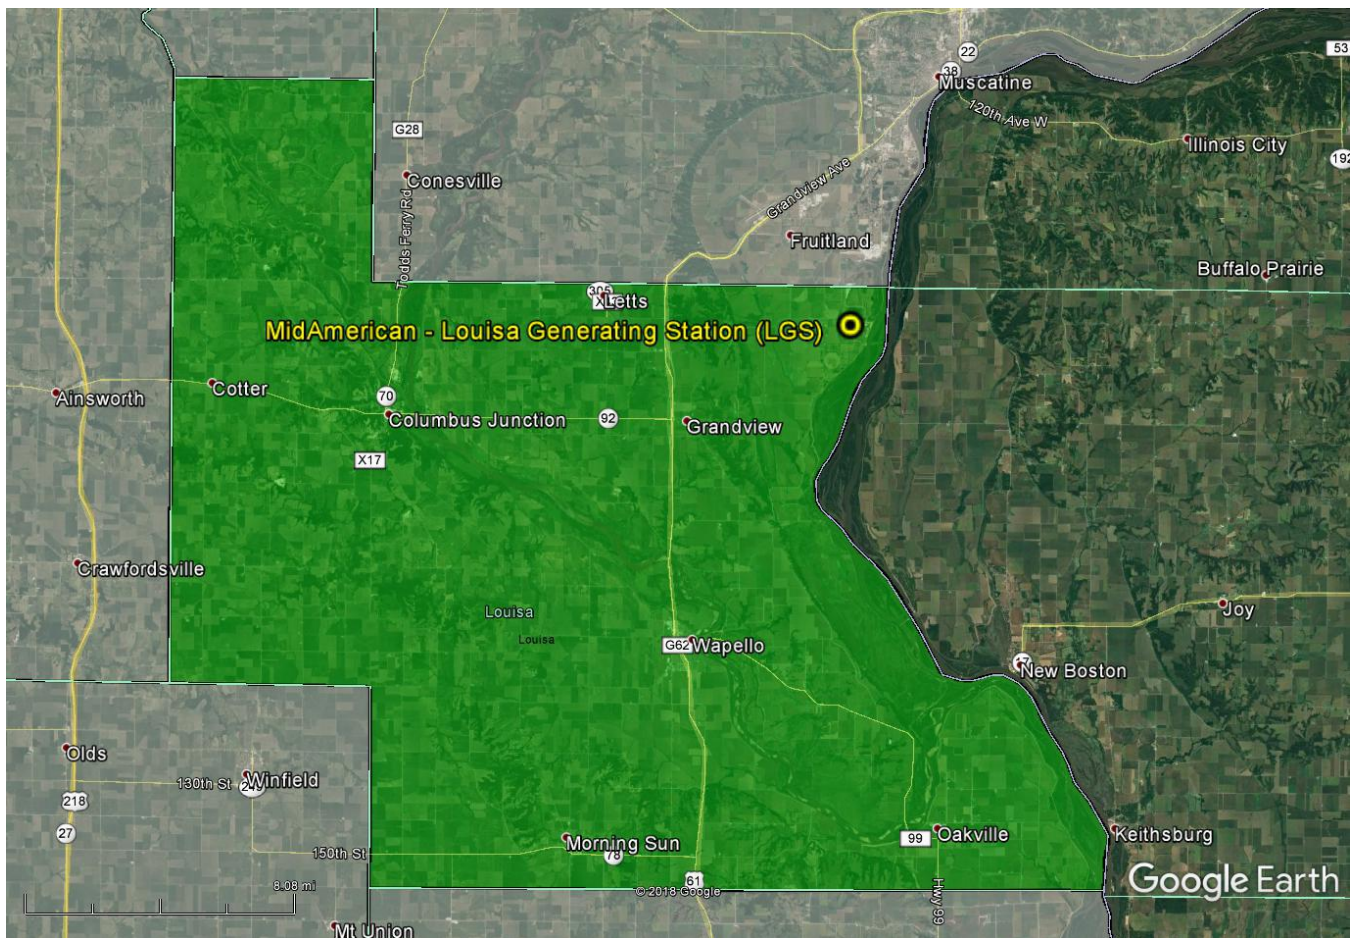 22
38
53
Muscatine
120th Ave W
G28
Illinois City
192
Conesville
Grandview Ave
Todds Ferry Rd
Fruitland
Buffalo Prairie
305
Letts
MidAmerican - Louisa Generating Station (LGS)
Cotter
Ainsworth
70
Columbus Junction
92
Grandview
X17
Crawfordsville
Louisa
Joy
Louisa
G62
Wapello
New Boston
Olds
130th St
Winfield
218
27
Morning Sun
99
Oakville
Keithsburg
150th St
78
61
8.08 mi
© 2018 Google
Hwy 99
Google Earth
Mt Union